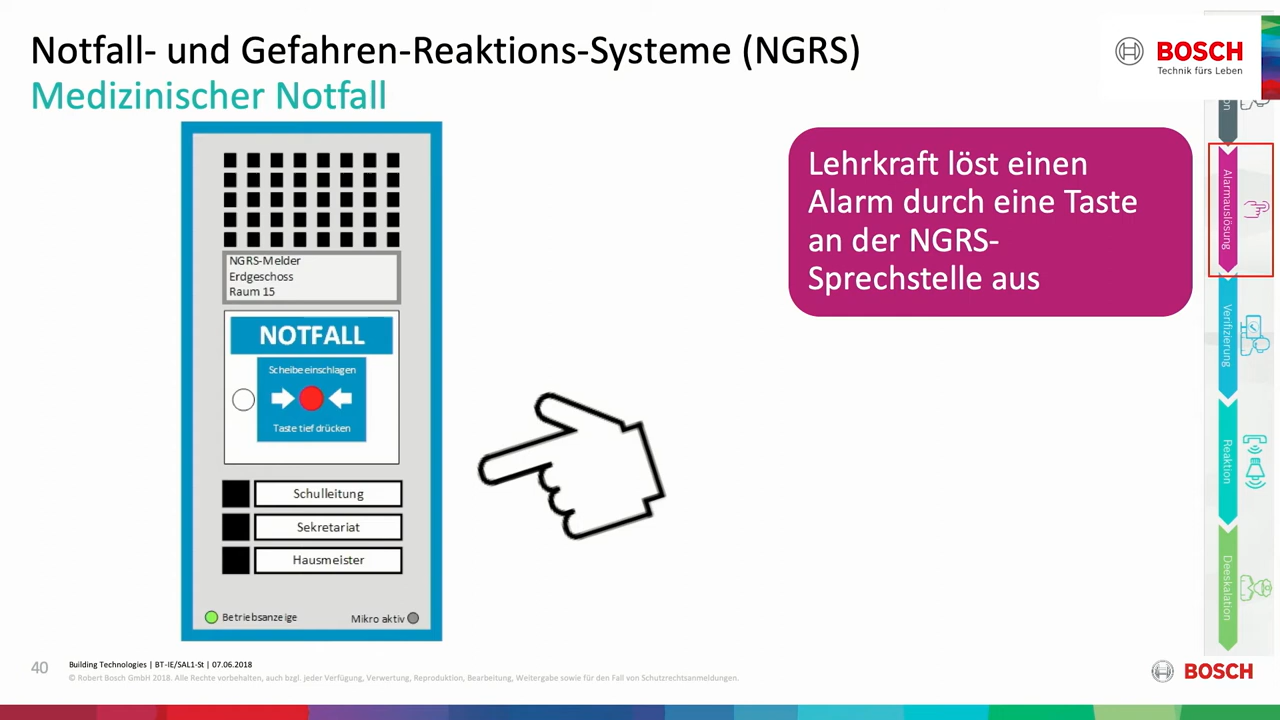 Notfall- und Gefahren-Reaktions-Systeme (NGRS)
Medizinischer Notfall
BOSCH
Technik fürs Leben
NGRS-Melder
Erdgeschoss
Raum 15
NOTFALL
Scheibe einschlagen
Taste tief drücken
Schulleitung
Sekretariat
Hausmeister
Betriebsanzeige
Mikro aktiv
Lehrkraft löst einen
Alarm durch eine Taste
an der NGRS-
Sprechstelle aus
Alarmauslösung
Verifizierung
Reaktion
Deeskalation
40
Building Technologies | BT-IE/SAL1-St | 07.06.2018
© Robert Bosch GmbH 2018. Alle Rechte vorbehalten, auch bzgl. jeder Verfügung, Verwertung, Reproduktion, Bearbeitung, Weitergabe sowie für den Fall von Schutzrechtsanmeldungen.
BOSCH